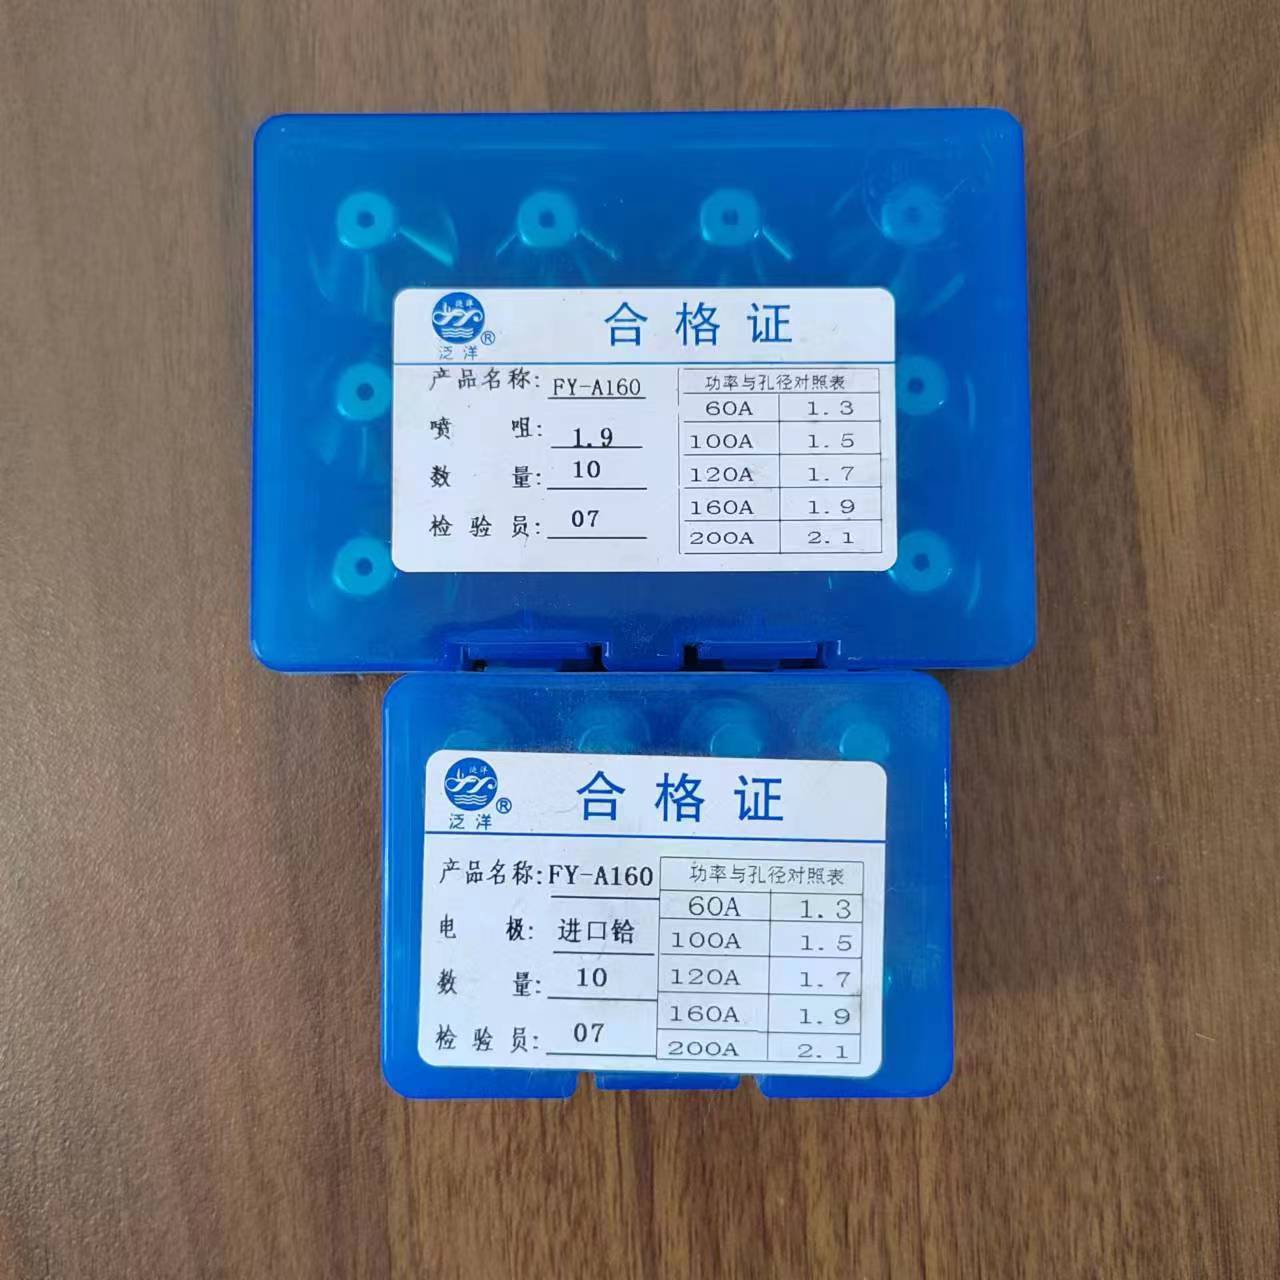 泛洋
®
泛洋
合格证
产品名称: FY-A160
喷咀: 1.9
数量: 10
检验员: 07
功率与孔径对照表
60A 1.3
100A 1.5
120A 1.7
160A 1.9
200A 2.1
泛洋
®
泛洋
合格证
产品名称: FY-A160
电极: 进口铪
数量: 10
检验员: 07
功率与孔径对照表
60A 1.3
100A 1.5
120A 1.7
160A 1.9
200A 2.1